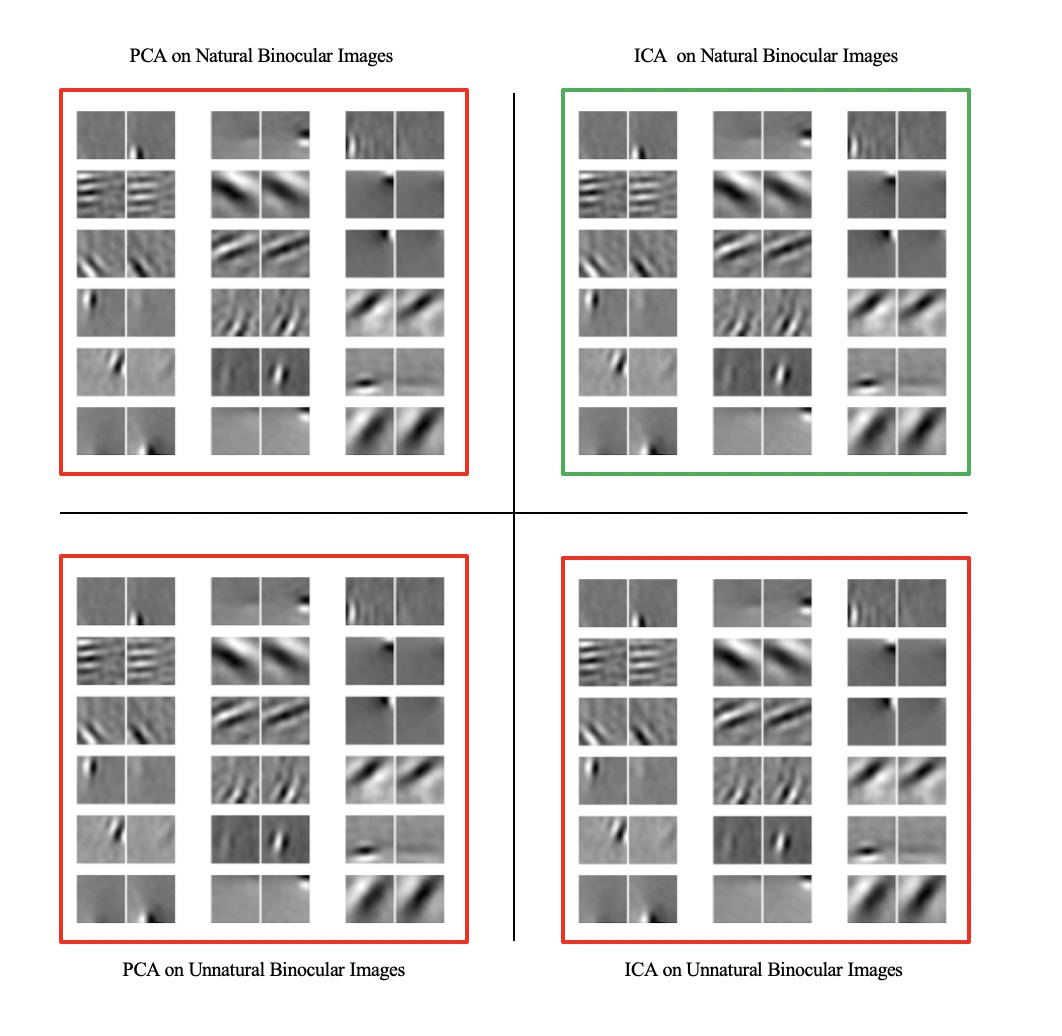 PCA on Natural Binocular Images
ICA on Natural Binocular Images
PCA on Unnatural Binocular Images
ICA on Unnatural Binocular Images